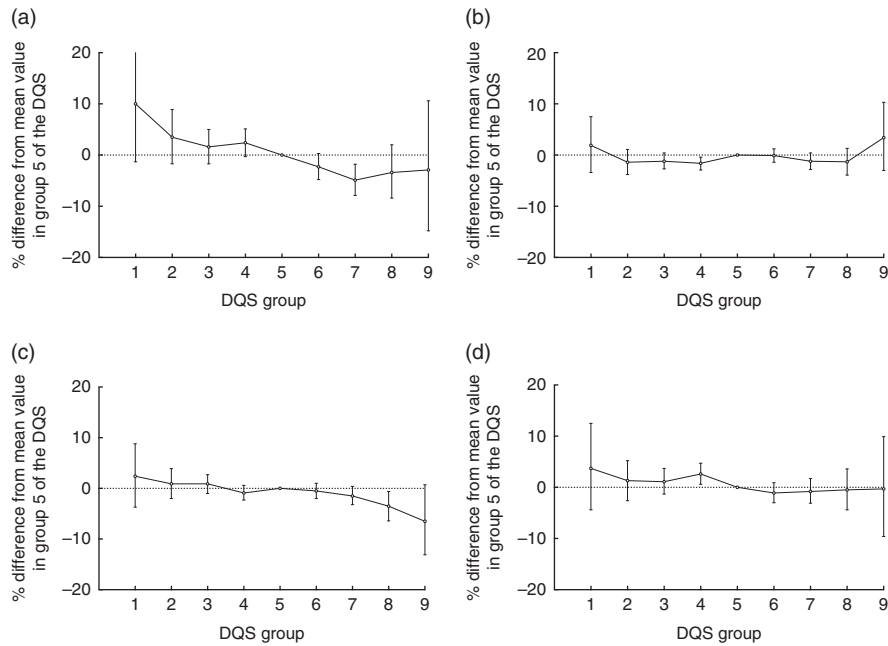 (a)
% difference from mean value
in group 5 of the DQS
20
10
0
–10
–20
1 2 3 4 5 6 7 8 9
DQS group
(b)
% difference from mean value
in group 5 of the DQS
20
10
0
–10
–20
1 2 3 4 5 6 7 8 9
DQS group
(c)
% difference from mean value
in group 5 of the DQS
20
10
0
–10
–20
1 2 3 4 5 6 7 8 9
DQS group
(d)
% difference from mean value
in group 5 of the DQS
20
10
0
–10
–20
1 2 3 4 5 6 7 8 9
DQS group